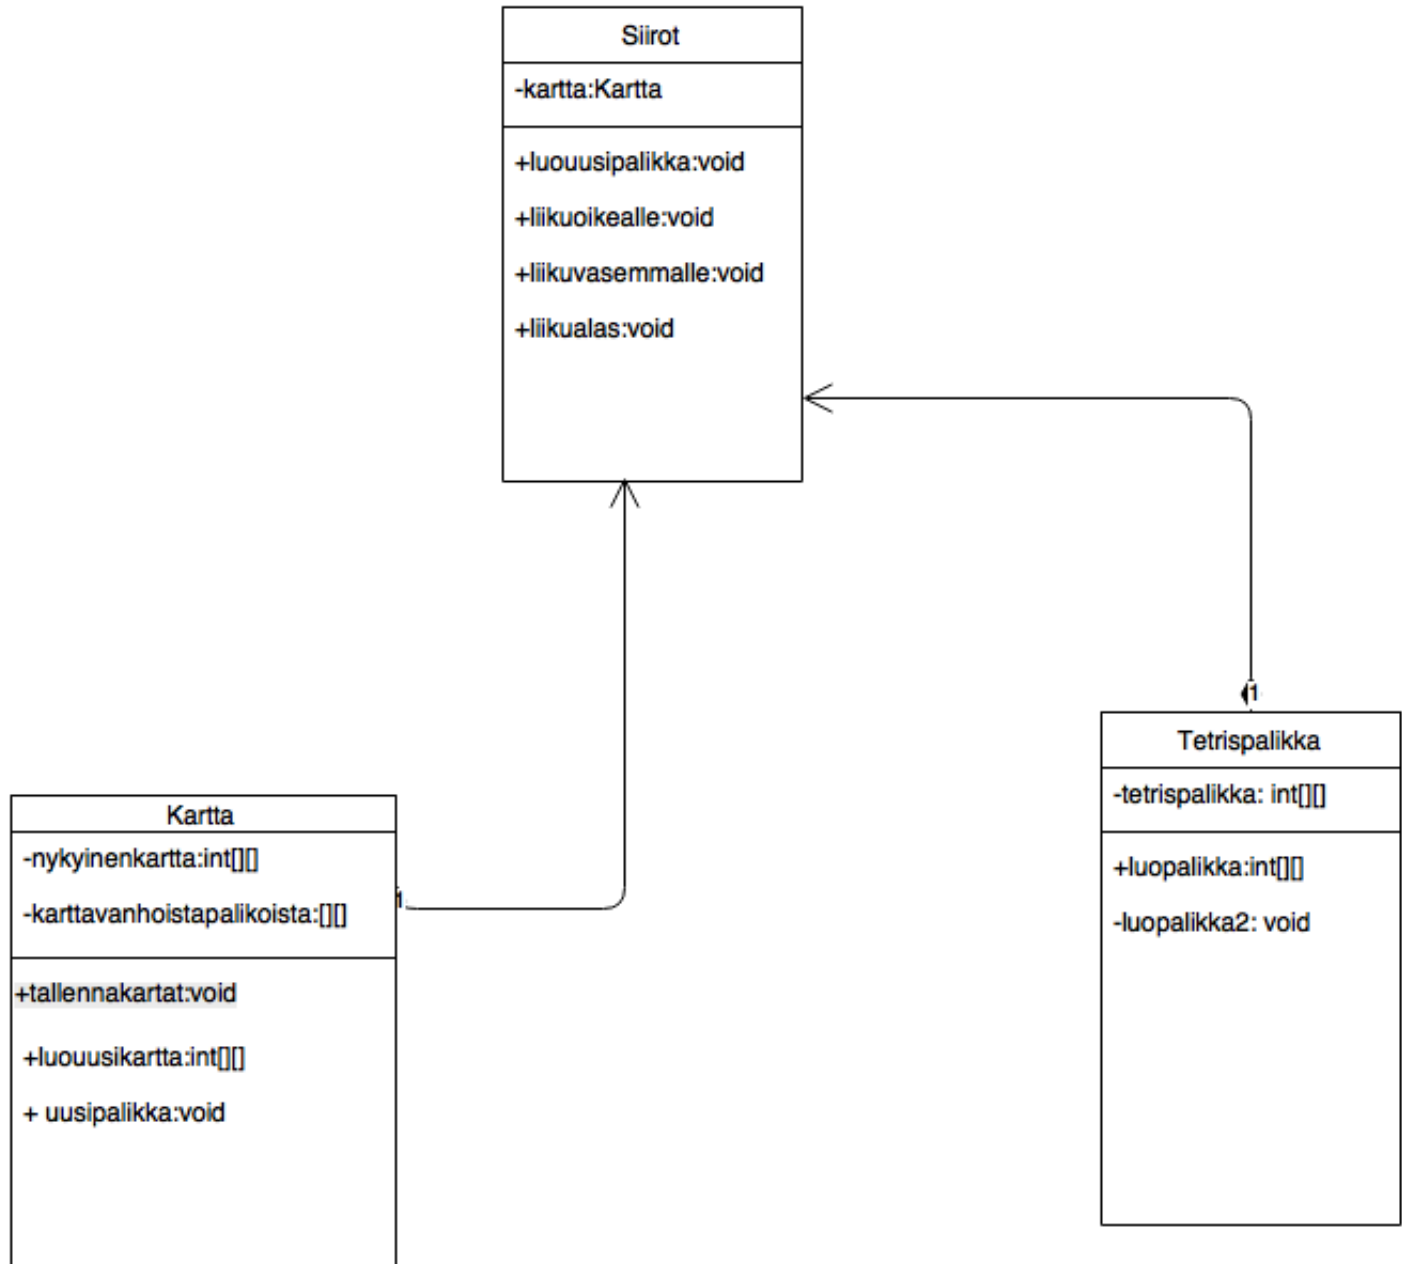 Siirot
-kartta:Kartta
+luouusipalikka:void
+liikuoikealle:void
+liikuvasemmalle:void
+liikualas:void
1
Tetrispalikka
-tetrispalikka: int[][]
+luopalikka:int[][]
-luopalikka2: void
Kartta
-nykyinenkartta:int[][]
-karttavanhoistapalikoista:[][]
1
+tallennakartat:void
+luouusikartta:int[][]
+ uusipalikka:void